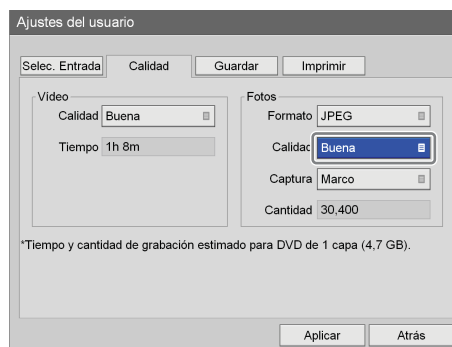 Ajustes del usuario
Selec. Entrada Calidad Guardar Imprimir
Video
Calidad Buena
Tiempo 1h 8m
Fotos
Formato JPEG
Calidad Buena
Captura Marco
Cantidad 30,400
*Tiempo y cantidad de grabación estimado para DVD de 1 capa (4,7 GB).
Aplicar Atrás